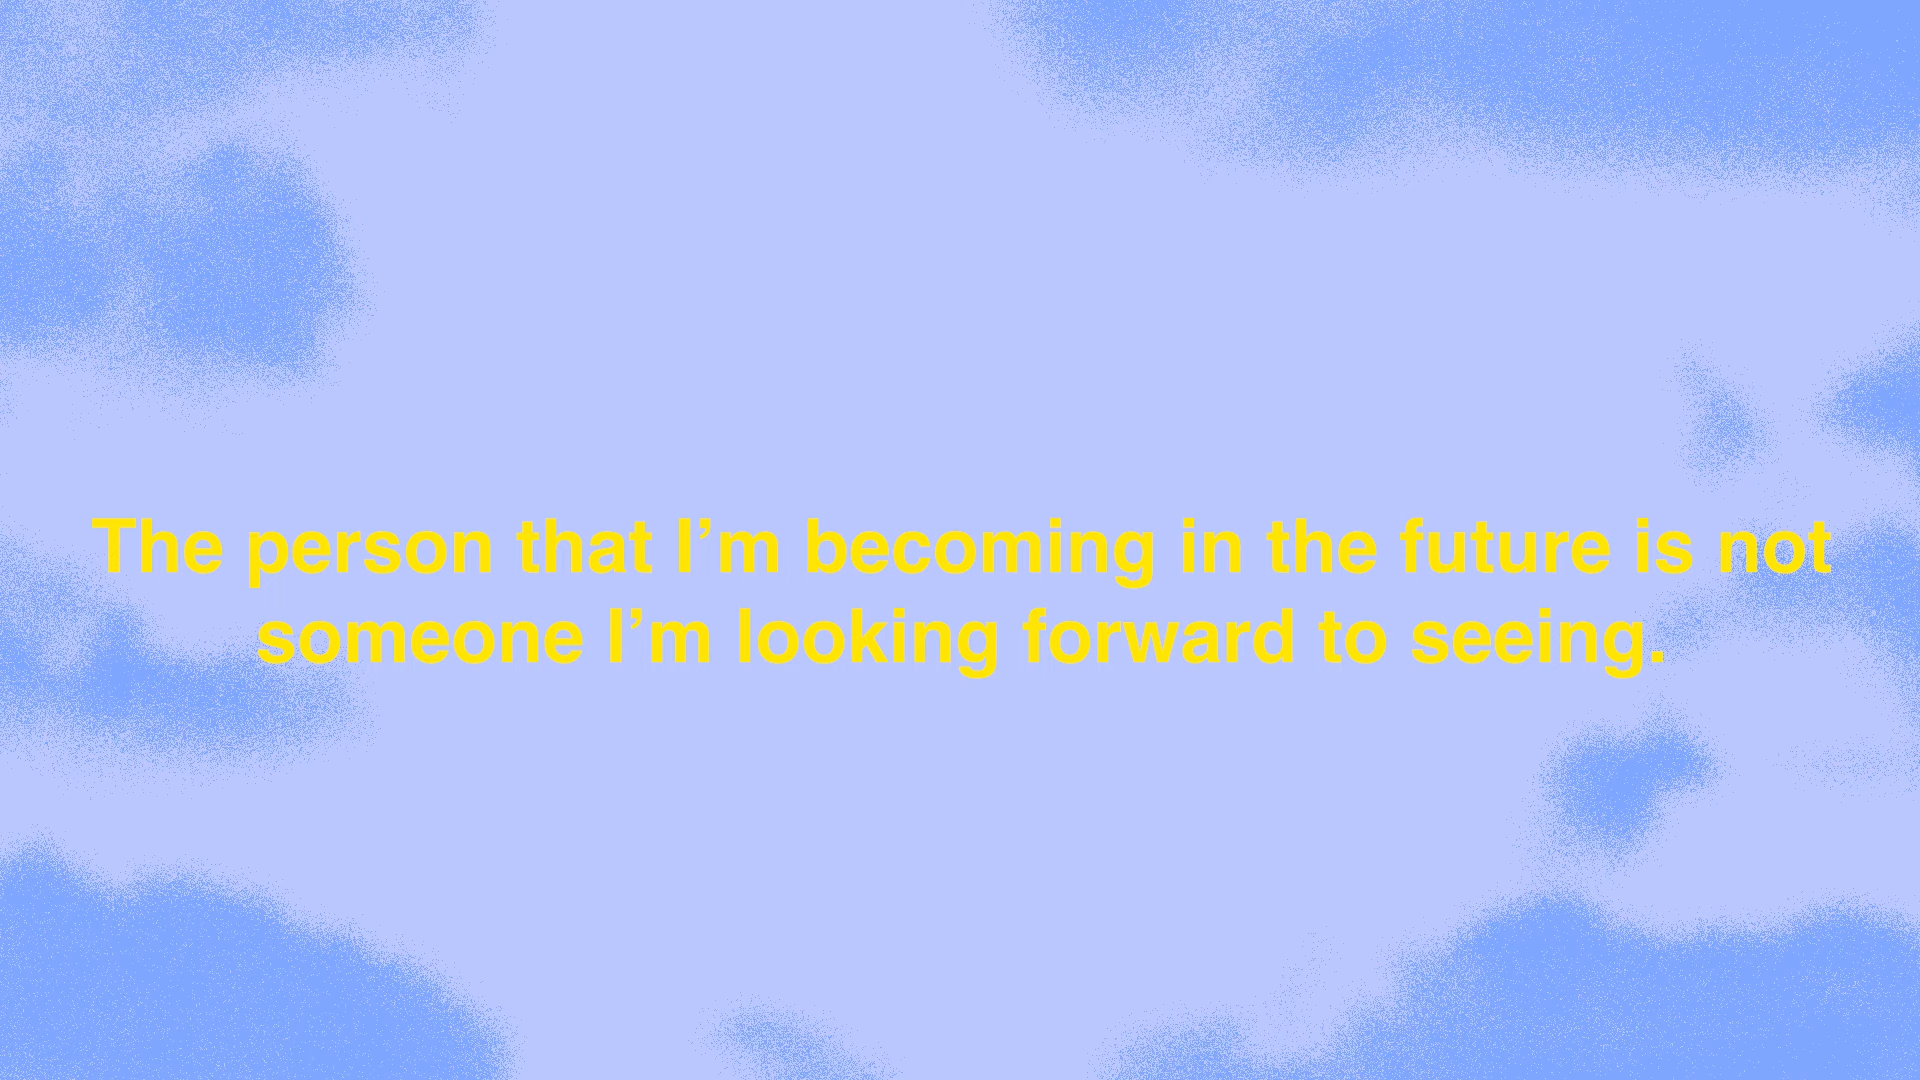 The person that I’m becoming in the future is not
someone I’m looking forward to seeing.